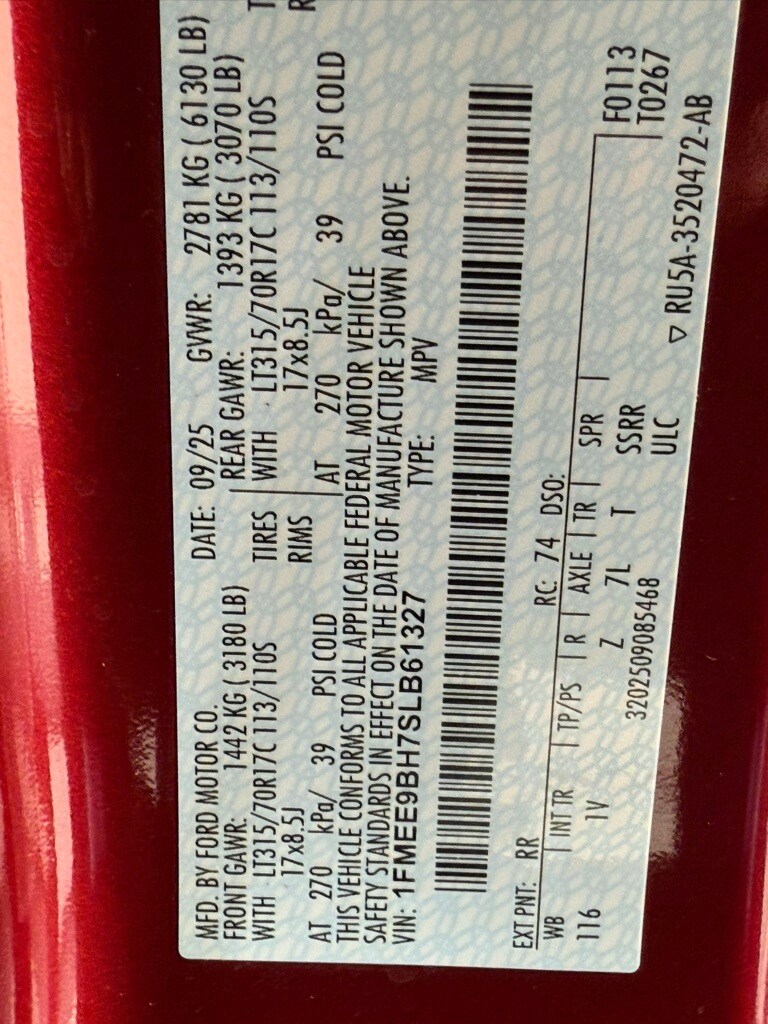 MFD. BY FORD MOTOR CO. DATE: 09/25 GVWR: 2781 KG ( 6130 LB)
FRONT GAWR: 1442 KG ( 3180 LB) REAR GAWR: 1393 KG ( 3070 LB)
WITH LT315/70R17C 113/110S TIRES WITH LT315/70R17C 113/110S
17x8.5J RIMS 17x8.5J
AT 270 kPa/ 39 PSI COLD AT 270 kPa/ 39 PSI COLD
THIS VEHICLE CONFORMS TO ALL APPLICABLE FEDERAL MOTOR VEHICLE
SAFETY STANDARDS IN EFFECT ON THE DATE OF MANUFACTURE SHOWN ABOVE.
VIN: 1FMEE9BH7SLB61327 TYPE: MPV
EXT PNT: RR RC: 74 DSO:
WB INT TR TP/PS R AXLE TR SPR F0113
116 1V Z 7L T SSRR T0267
3202509085468 ULC
▽ RU5A-3520472-AB